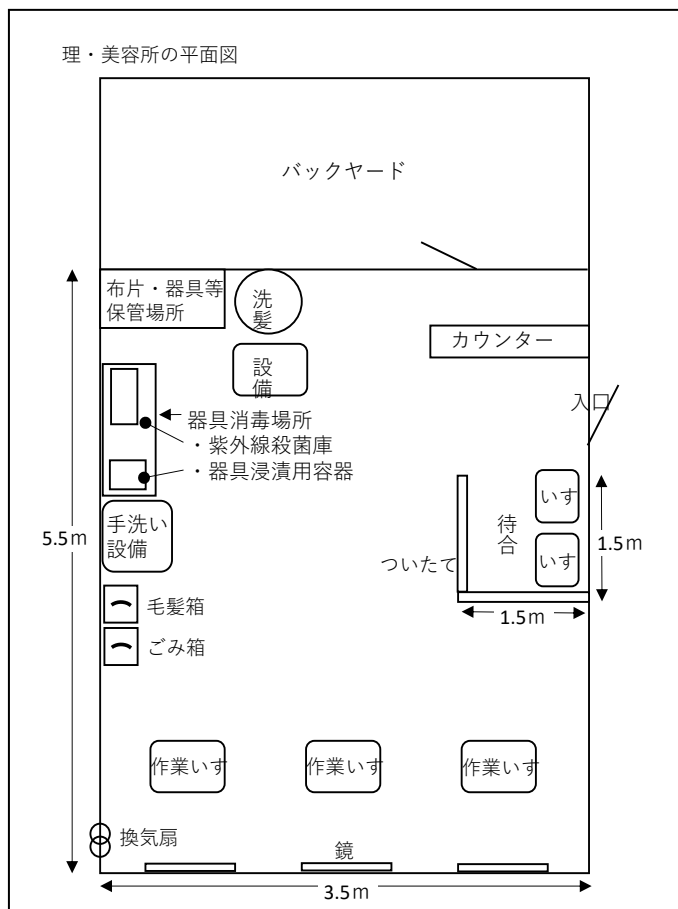 理・美容所の平面図
バックヤード
布片・器具等
保管場所
洗髪
設備
カウンター
入口
器具消毒場所
・紫外線殺菌庫
・器具浸漬用容器
手洗い
設備
5.5m
いす
待合
いす
1.5m
ついたて
1.5m
毛髪箱
ごみ箱
作業いす
作業いす
作業いす
換気扇
鏡
3.5m